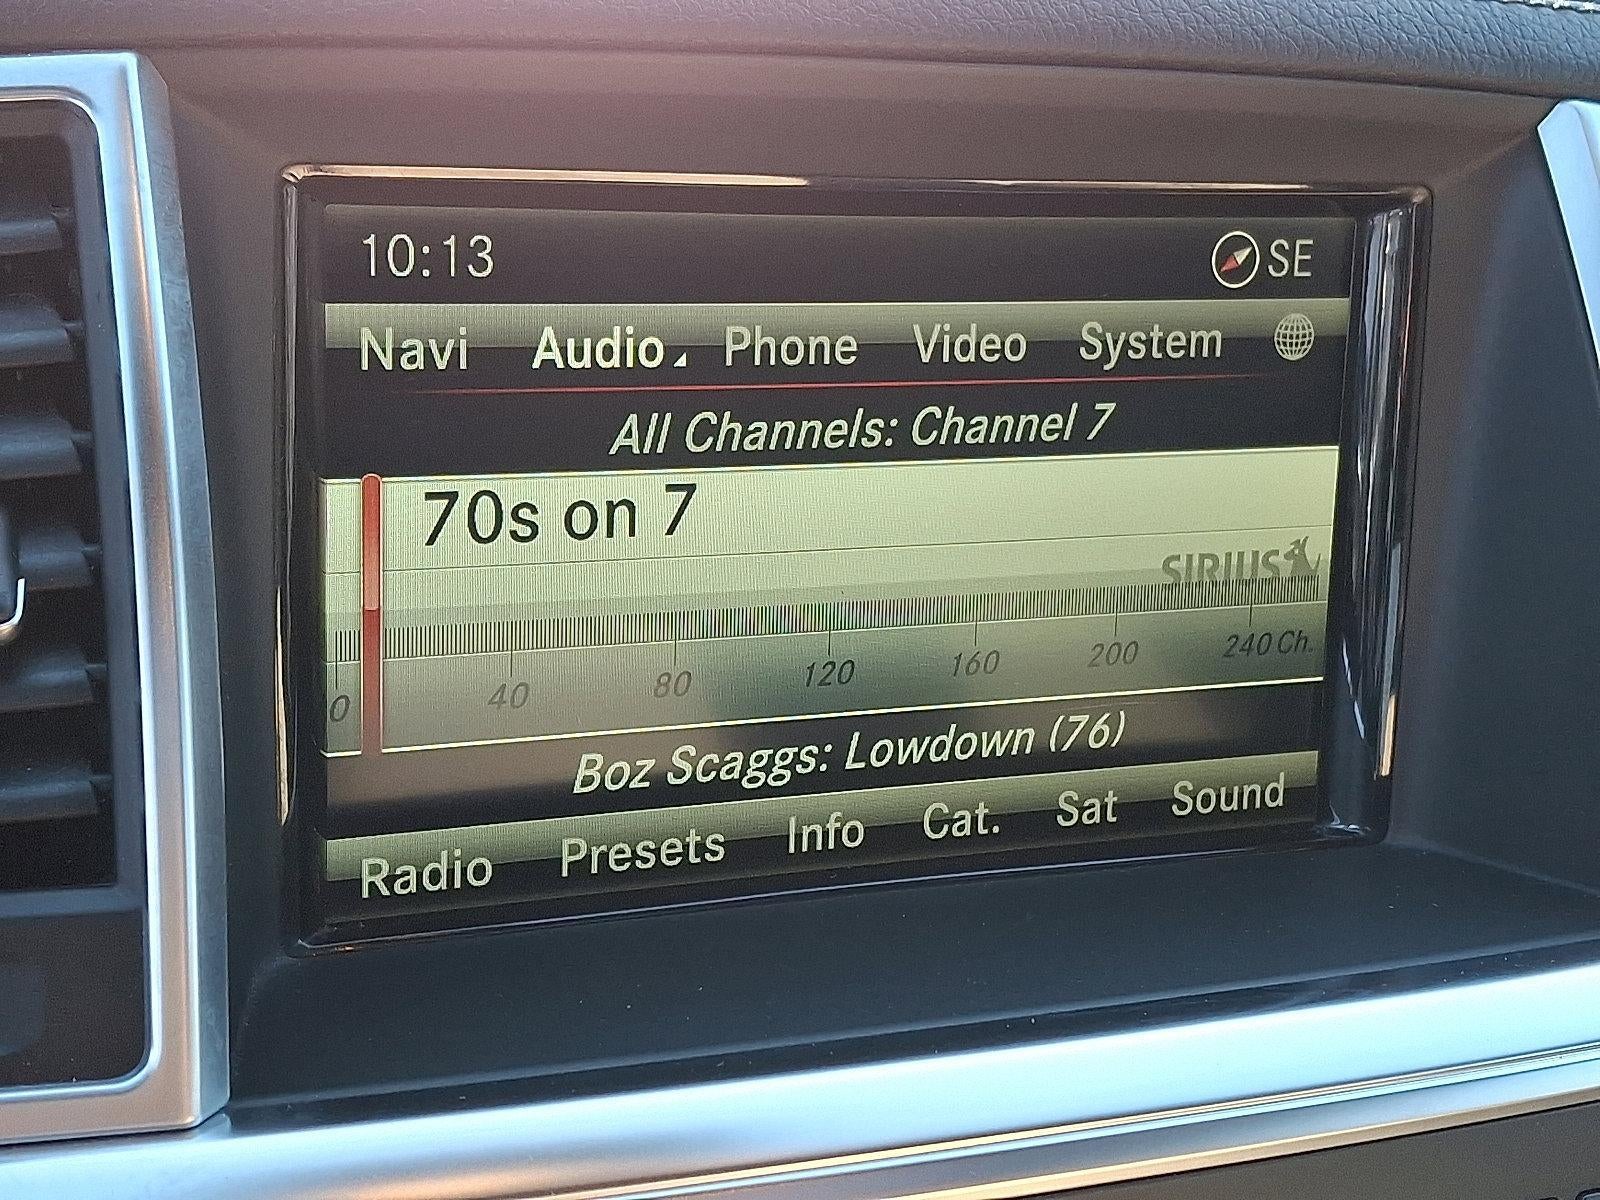 10:13 SE
Navi Audio Phone Video System
All Channels: Channel 7
70s on 7
SIRIUS
0 40 80 120 160 200 240 Ch.
Boz Scaggs: Lowdown (76)
Radio Presets Info Cat. Sat Sound